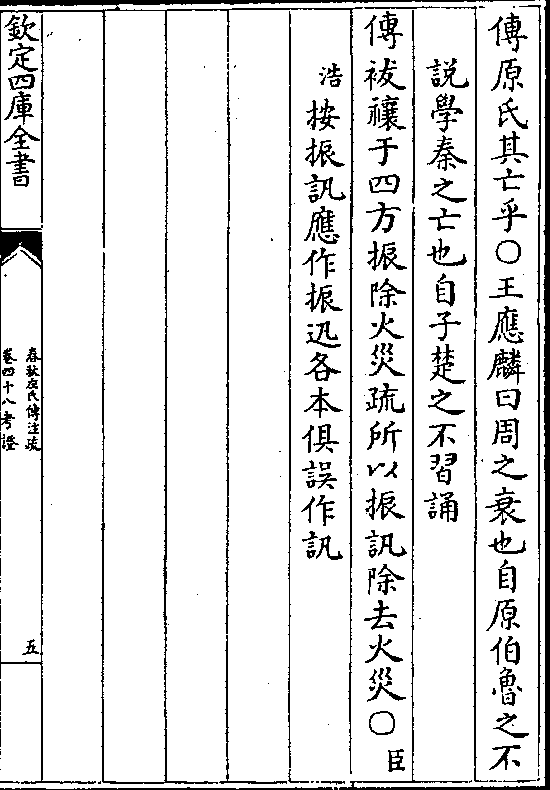 傳原氏其亡乎○王應麟曰周之衰也自原伯魯之不
説學秦之亡也自子楚之不習誦
傳祓禳于四方振除火災疏所以振訊除去火災○臣
浩按振訊應作振迅各本俱誤作訊
欽定四庫全書
春秋左氏傳注疏
卷四十八考證
五